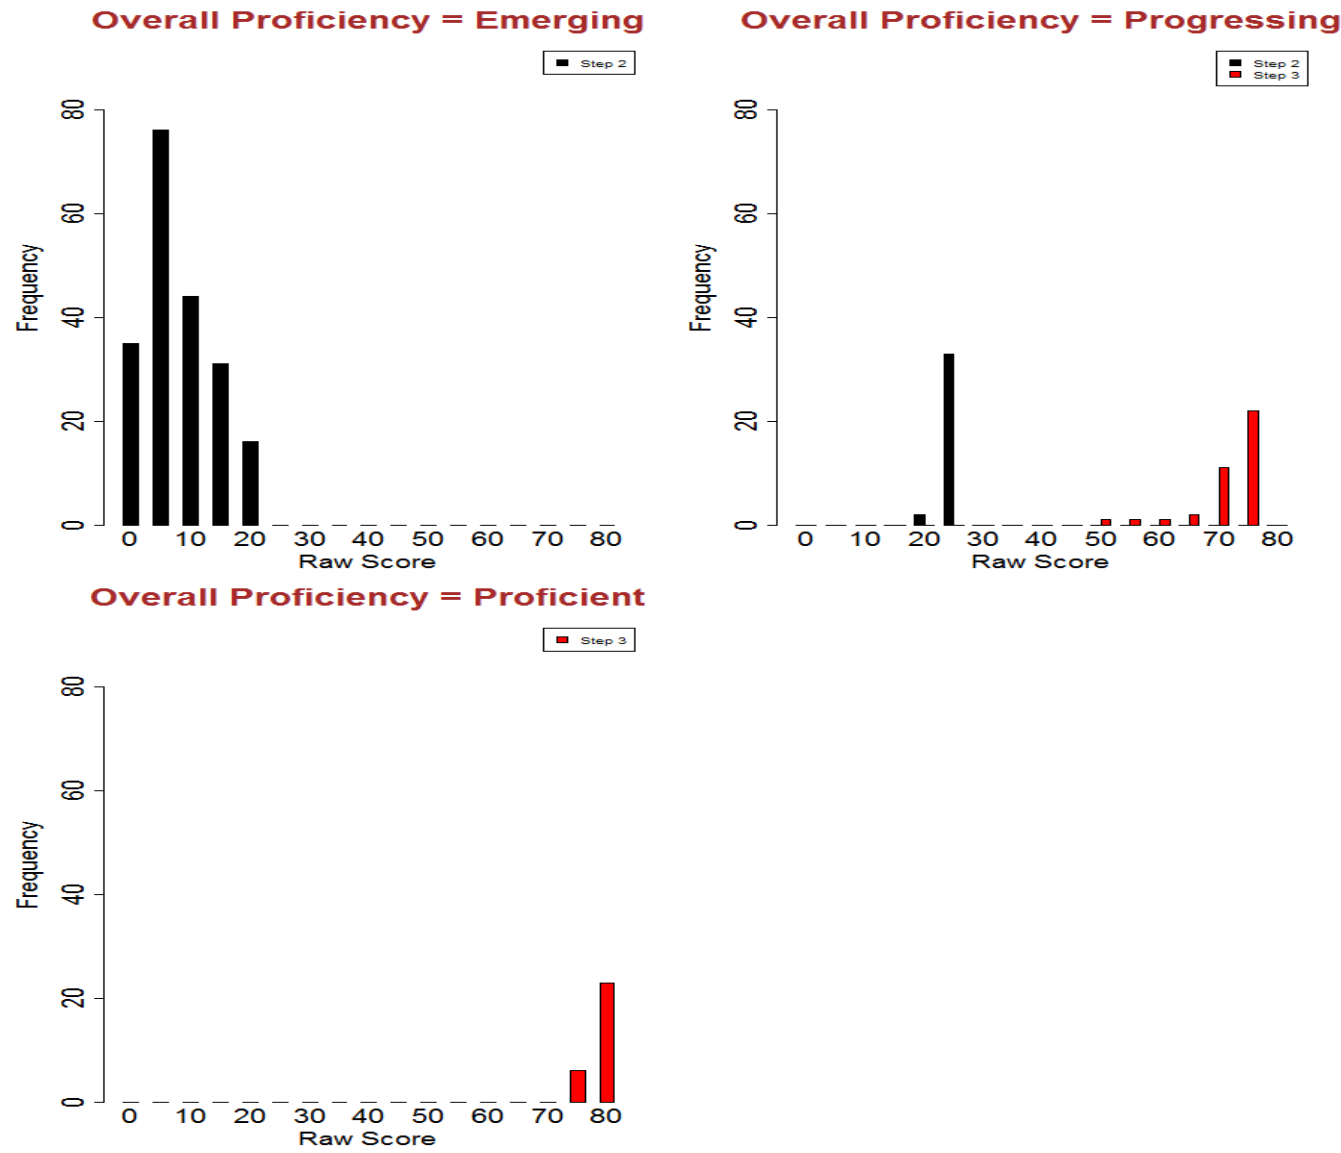 Overall Proficiency = Emerging
Step 2
80
60
40
20
0
Frequency
0 10 20 30 40 50 60 70 80
Raw Score
Overall Proficiency = Progressing
Step 2
Step 3
80
60
40
20
0
Frequency
0 10 20 30 40 50 60 70 80
Raw Score
Overall Proficiency = Proficient
Step 3
80
60
40
20
0
Frequency
0 10 20 30 40 50 60 70 80
Raw Score